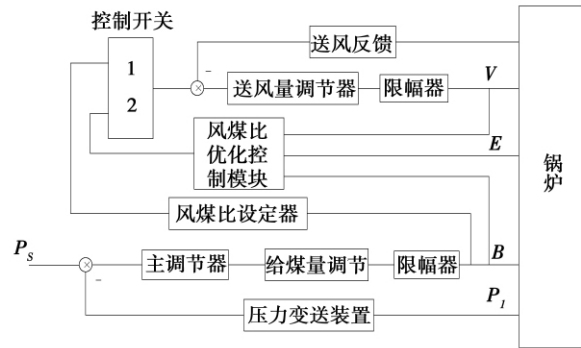 控制开关
送风反馈
1
-
送风量调节器
限幅器
V
2
风煤比
优化控
制模块
E
锅炉
风煤比设定器
P_S
主调节器
给煤量调节
限幅器
B
-
压力变送装置
P_1